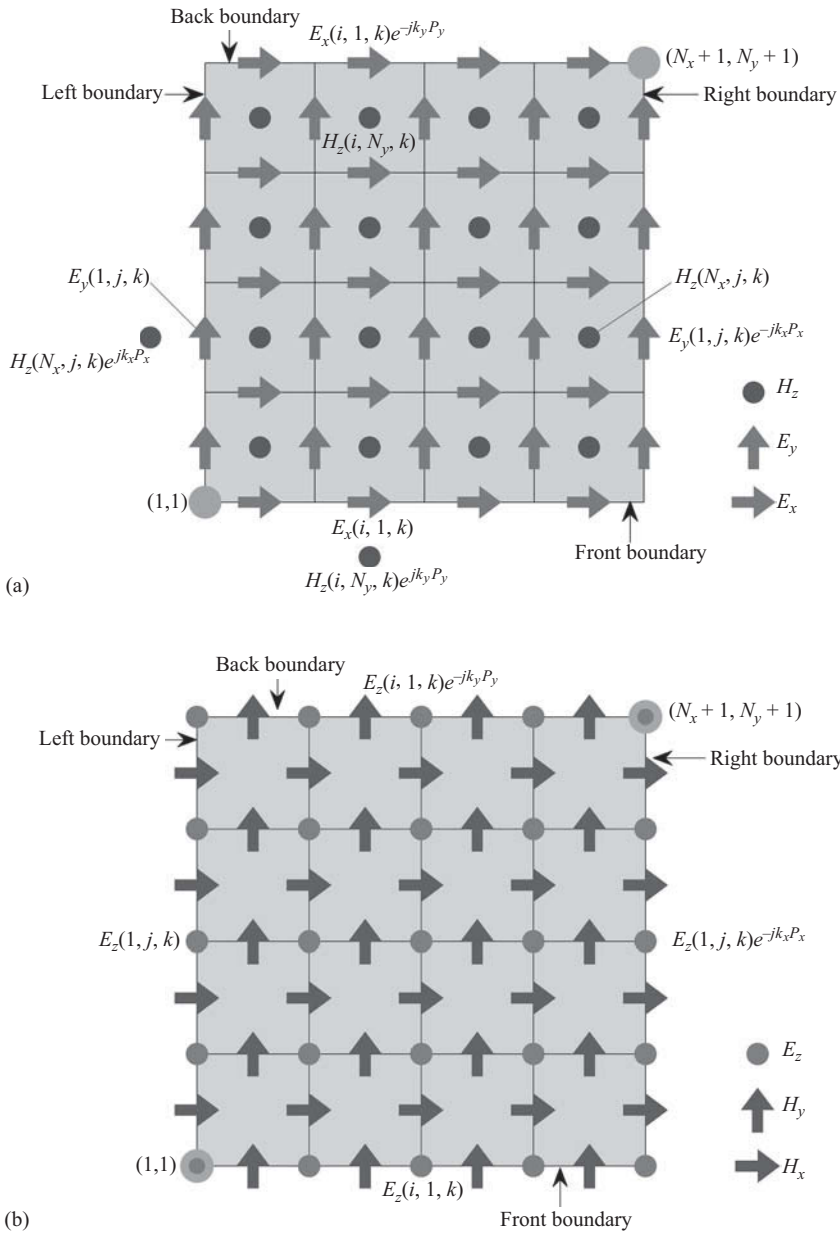 Back boundary
E_x(i, 1, k)e^{-jk_yP_y}
(N_x + 1, N_y + 1)
Left boundary
Right boundary
H_z(i, N_y, k)
E_y(1, j, k)
H_z(N_x, j, k)
H_z(N_x, j, k)e^{jk_xP_x}
E_y(1, j, k)e^{-jk_xP_x}
H_z
E_y
(1,1)
E_x
E_x(i, 1, k)
Front boundary
H_z(i, N_y, k)e^{jk_yP_y}
(a)
Back boundary
E_z(i, 1, k)e^{-jk_yP_y}
(N_x + 1, N_y + 1)
Left boundary
Right boundary
E_z(1, j, k)
E_z(1, j, k)e^{-jk_xP_x}
E_z
H_y
(1,1)
H_x
E_z(i, 1, k)
Front boundary
(b)